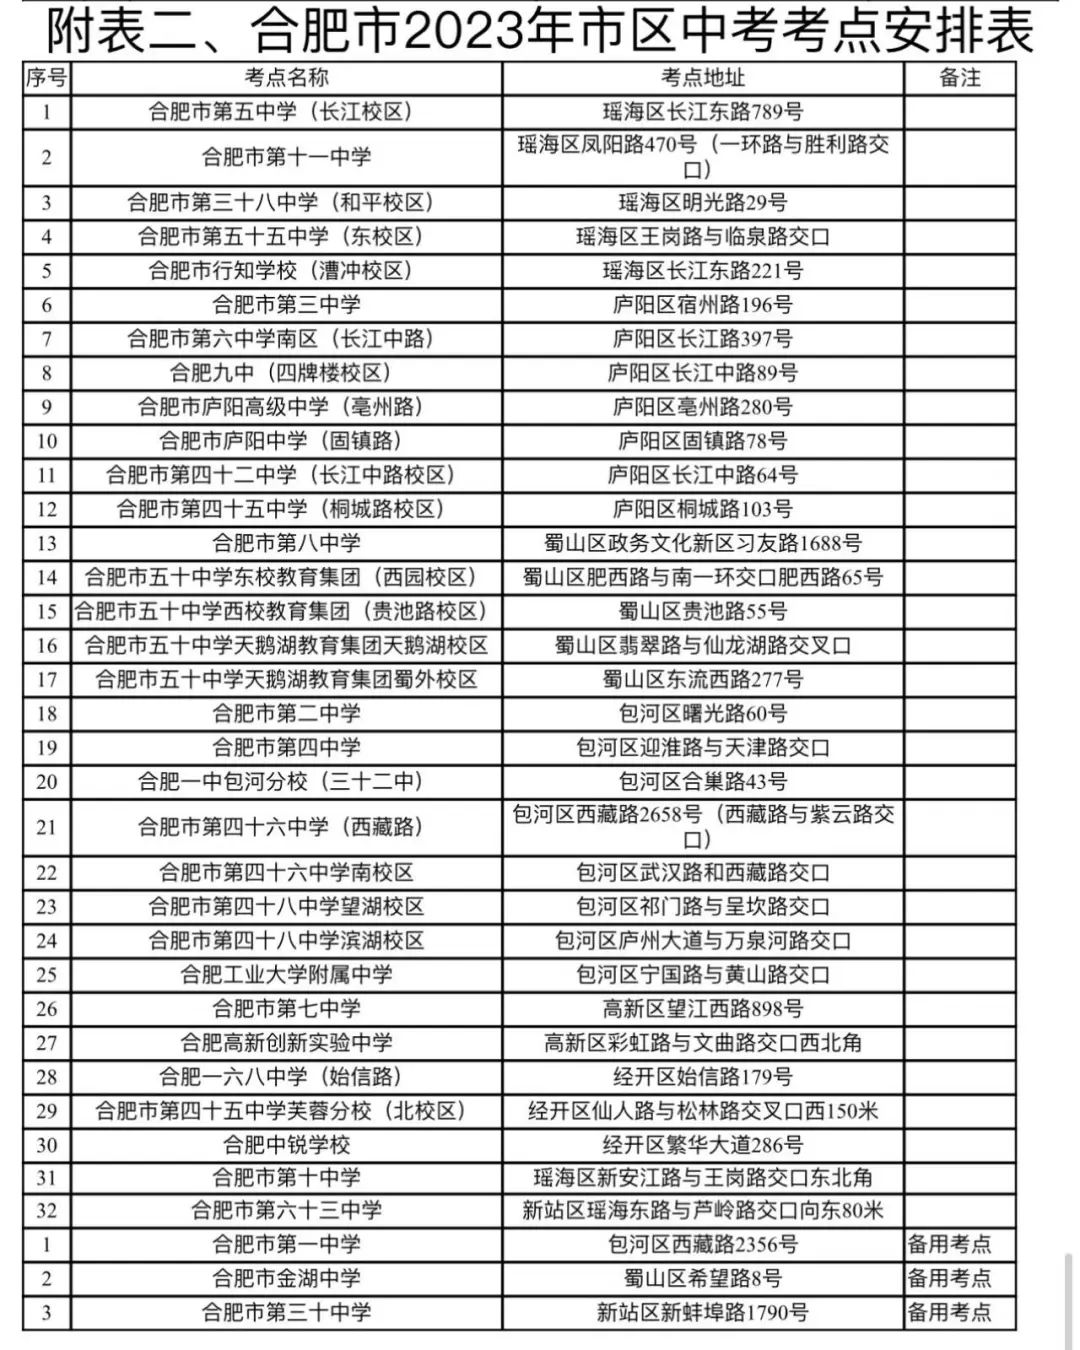 附表二、合肥市2023年市区中考考点安排表
序号 考点名称 考点地址 备注
1 合肥市第五中学（长江校区） 瑶海区长江东路789号
2 合肥市第十一中学 瑶海区凤阳路470号（一环路与胜利路交
口）
3 合肥市第三十八中学（和平校区） 瑶海区明光路29号
4 合肥市第五十五中学（东校区） 瑶海区王岗路与临泉路交口
5 合肥市行知学校（漕冲校区） 瑶海区长江东路221号
6 合肥市第三中学 庐阳区宿州路196号
7 合肥市第六中学南区（长江中路） 庐阳区长江路397号
8 合肥九中（四牌楼校区） 庐阳区长江中路89号
9 合肥市庐阳高级中学（亳州路） 庐阳区亳州路280号
10 合肥市庐阳中学（固镇路） 庐阳区固镇路78号
11 合肥市第四十二中学（长江中路校区） 庐阳区长江中路64号
12 合肥市第四十五中学（桐城路校区） 庐阳区桐城路103号
13 合肥市第八中学 蜀山区政务文化新区习友路1688号
14 合肥市五十中学东校教育集团（西园校区） 蜀山区肥西路与南一环交口肥西路65号
15 合肥市五十中学西校教育集团（贵池路校区） 蜀山区贵池路55号
16 合肥市五十中学天鹅湖教育集团天鹅湖校区 蜀山区翡翠路与仙龙湖路交叉口
17 合肥市五十中学天鹅湖教育集团蜀外校区 蜀山区东流西路277号
18 合肥市第二中学 包河区曙光路60号
19 合肥市第四中学 包河区迎淮路与天津路交口
20 合肥一中包河分校（三十二中） 包河区合巢路43号
21 合肥市第四十六中学（西藏路） 包河区西藏路2658号（西藏路与紫云路交
口）
22 合肥市第四十六中学南校区 包河区武汉路和西藏路交口
23 合肥市第四十八中学望湖校区 包河区祁门路与呈坎路交口
24 合肥市第四十八中学滨湖校区 包河区庐州大道与万泉河路交口
25 合肥工业大学附属中学 包河区宁国路与黄山路交口
26 合肥市第七中学 高新区望江西路898号
27 合肥高新创新实验中学 高新区彩虹路与文曲路交口西北角
28 合肥一六八中学（始信路） 经开区始信路179号
29 合肥市第四十五中学芙蓉分校（北校区） 经开区仙人路与松林路交叉口西150米
30 合肥中锐学校 经开区繁华大道286号
31 合肥市第十中学 瑶海区新安江路与王岗路交口东北角
32 合肥市第六十三中学 新站区瑶海东路与芦岭路交口向东80米
1 合肥市第一中学 包河区西藏路2356号 备用考点
2 合肥市金湖中学 蜀山区希望路8号 备用考点
3 合肥市第三十中学 新站区新蚌埠路1790号 备用考点